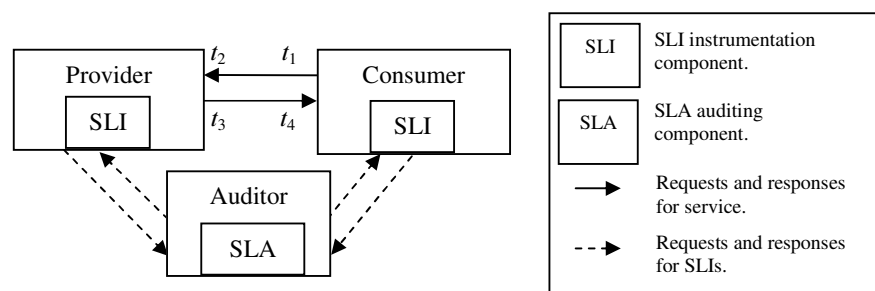 t2 t1
Provider
Consumer
SLI
SLI
t3 t4
Auditor
SLA
SLI
SLI instrumentation
component.
SLA
SLA auditing
component.
Requests and responses
for service.
Requests and responses
for SLIs.